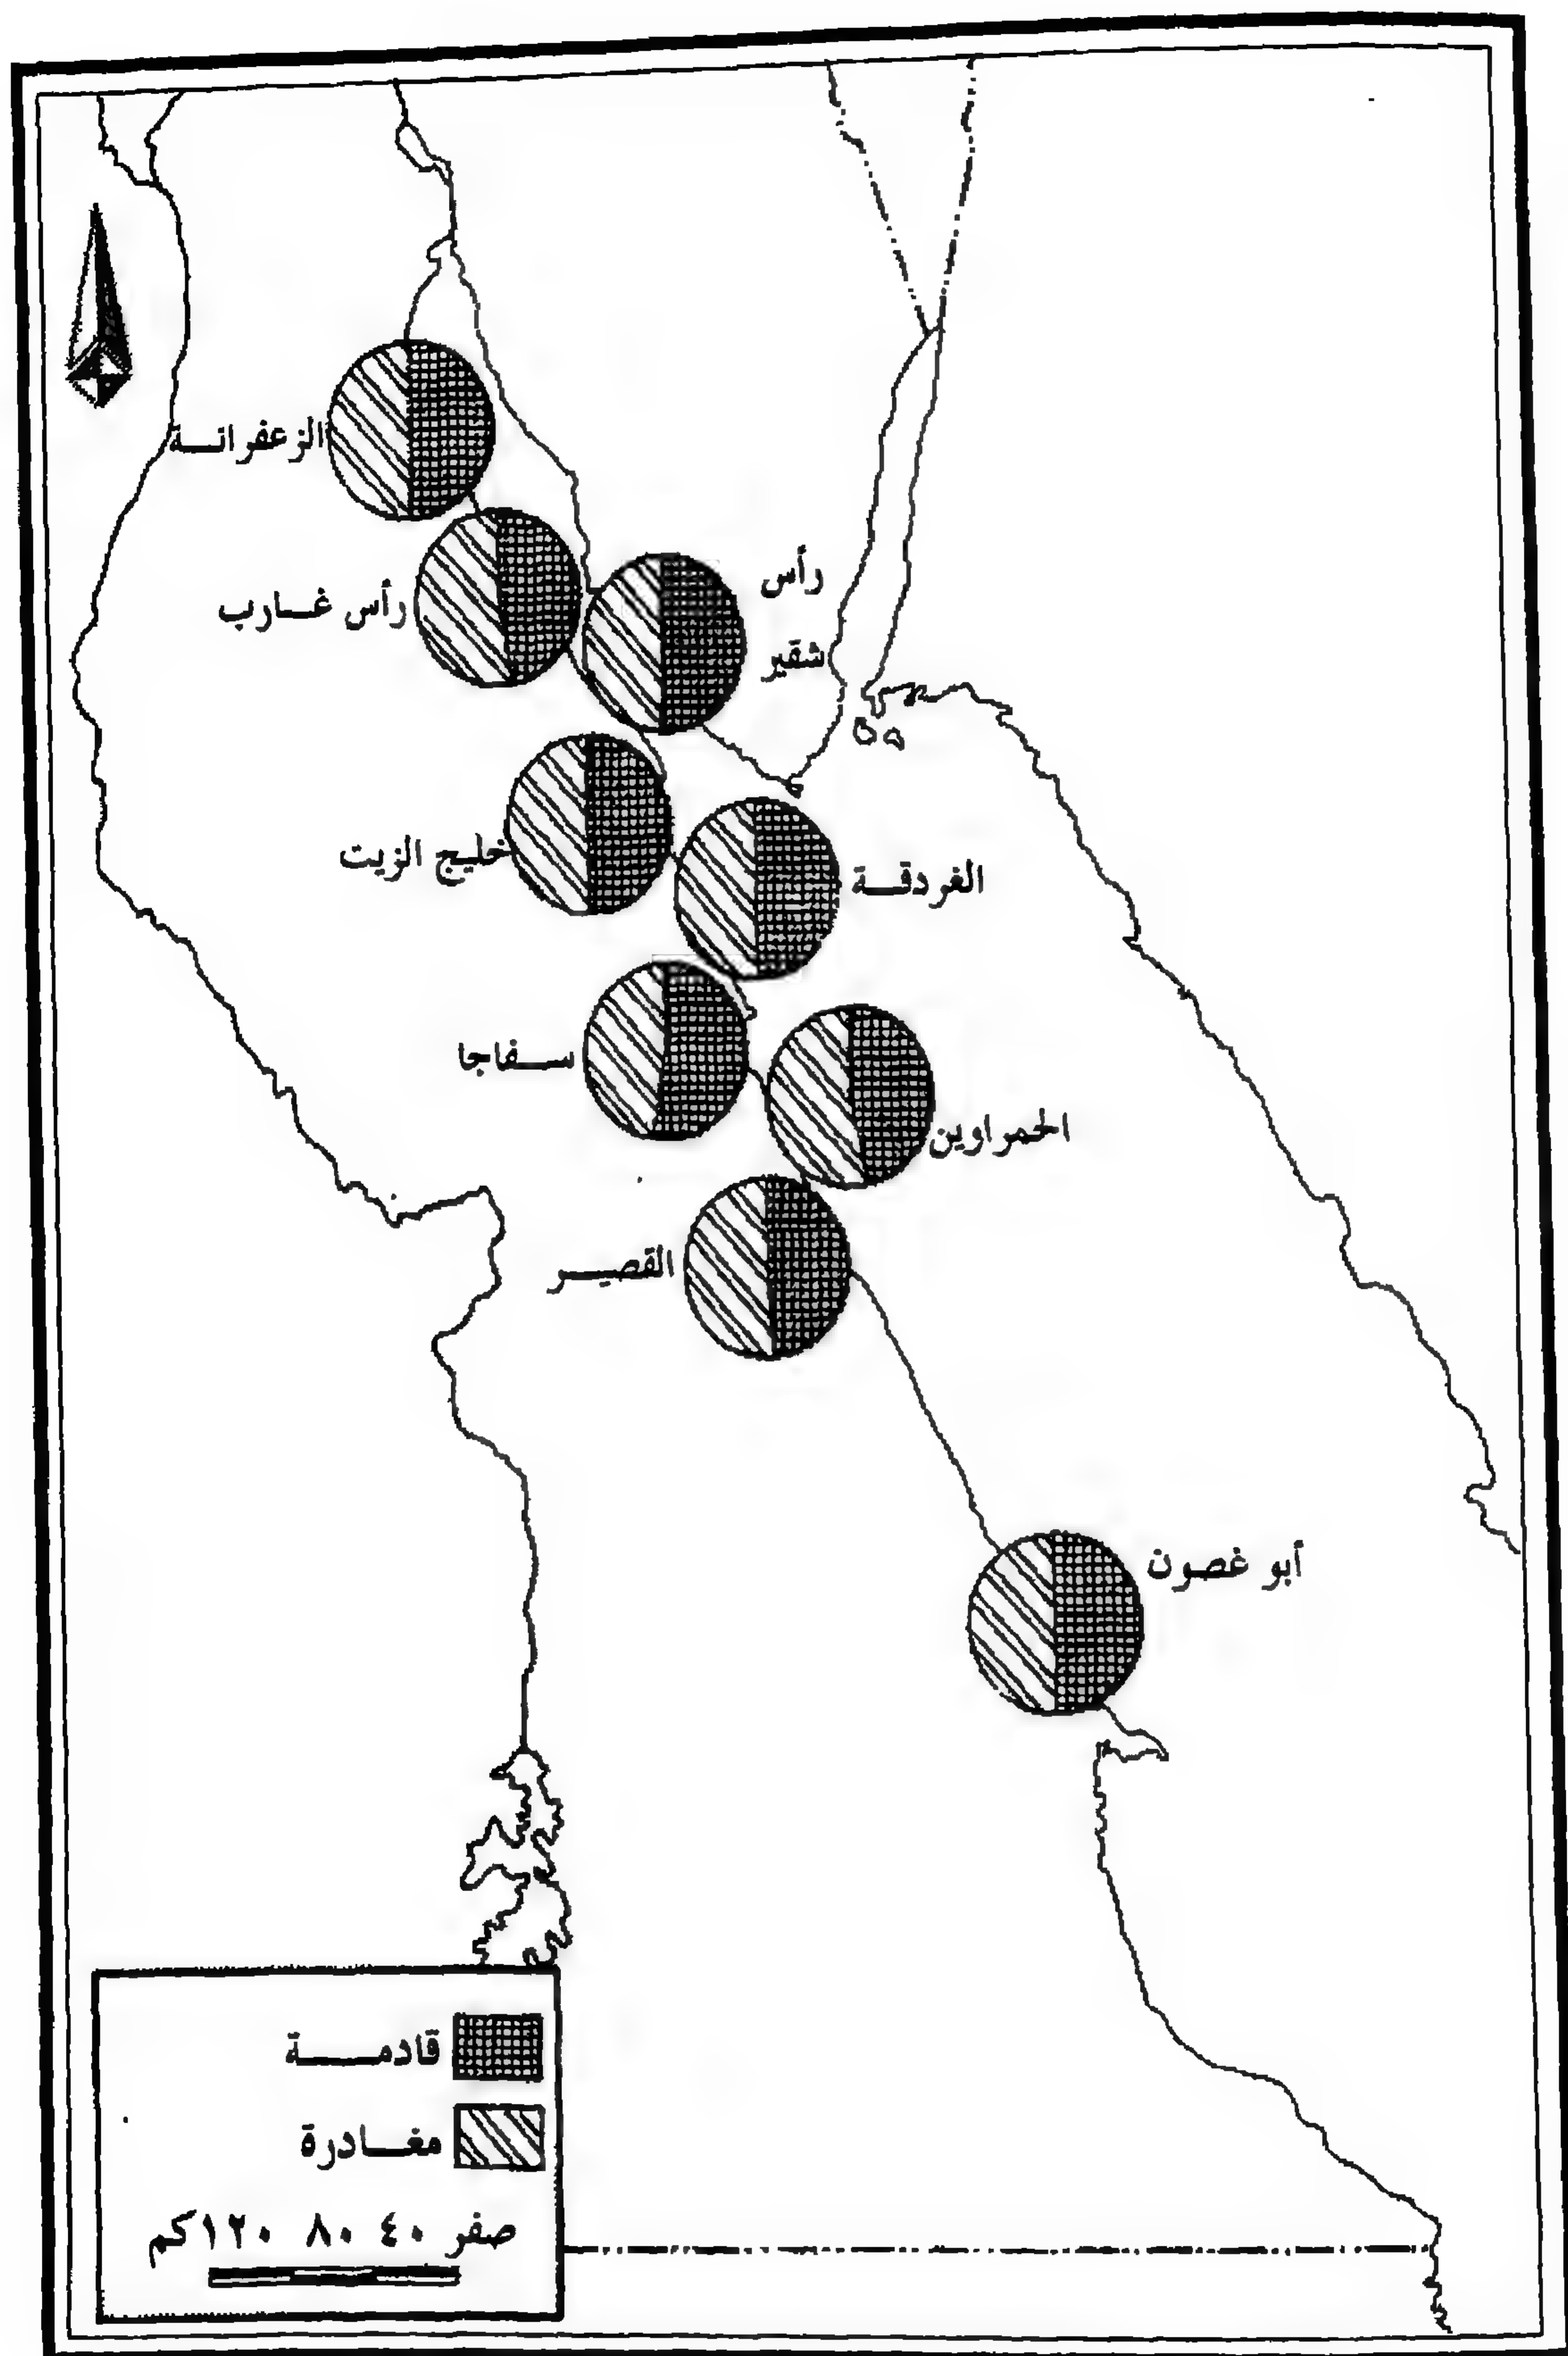 الزعفرانة
رأس غارب
رأس
شقير
خليج الزيت
الغردقة
سفاجا
الحمراوين
القصير
أبو غصون
قادمة
مغادرة
صفر ٤٠ ٨٠ ١٢٠كم